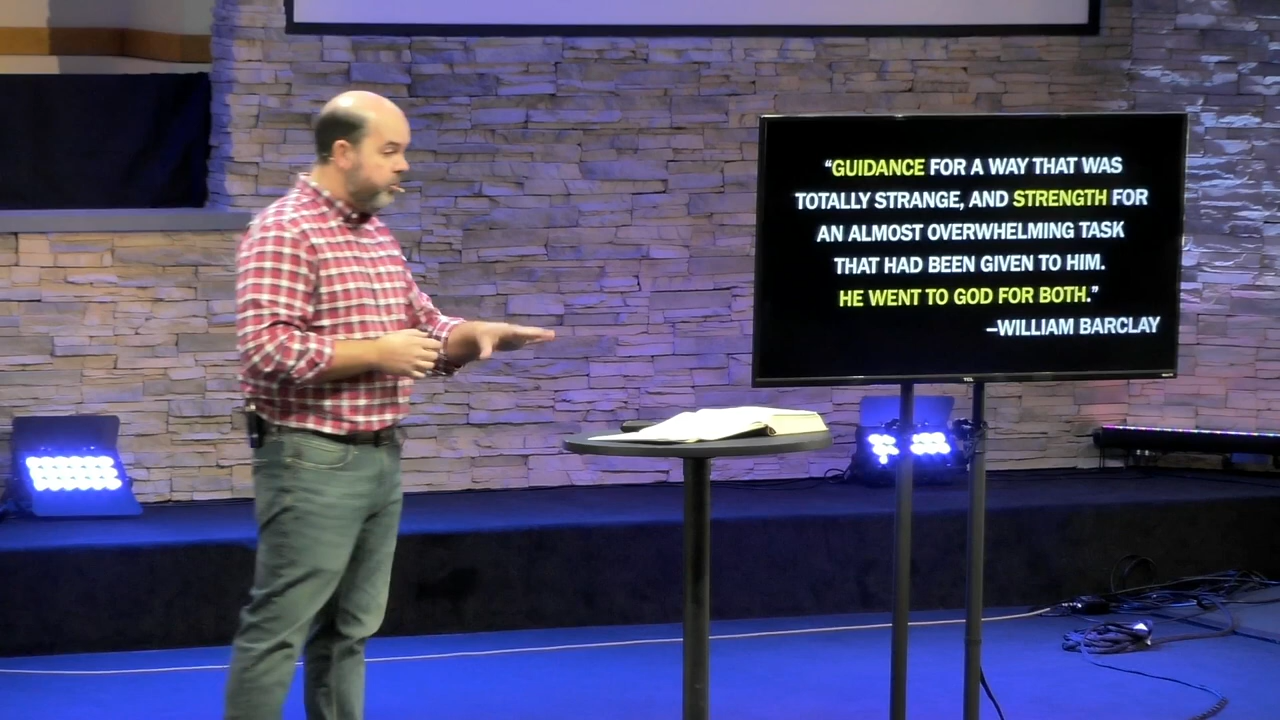 “GUIDANCE FOR A WAY THAT WAS
TOTALLY STRANGE, AND STRENGTH FOR
AN ALMOST OVERWHELMING TASK
THAT HAD BEEN GIVEN TO HIM.
HE WENT TO GOD FOR BOTH.”
–WILLIAM BARCLAY
TCL